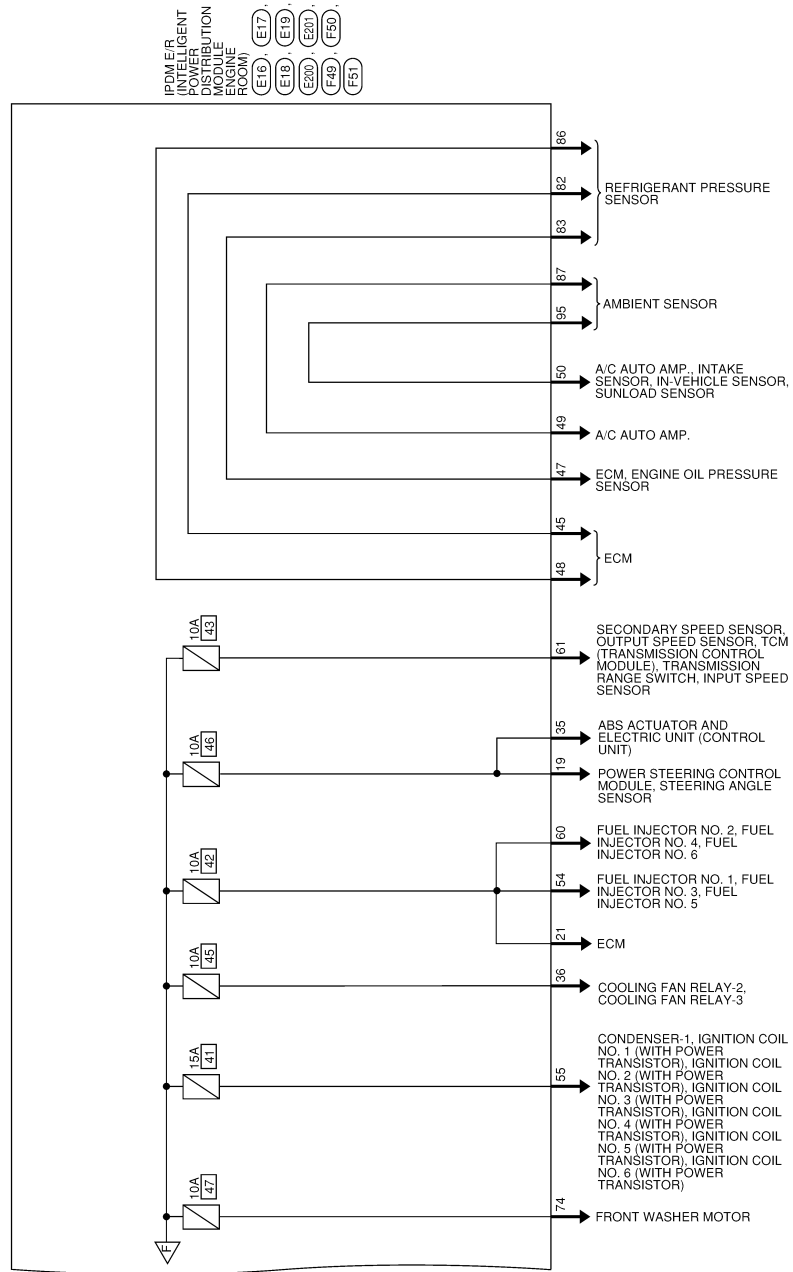 IPDM E/R
(INTELLIGENT
POWER
DISTRIBUTION
MODULE
ENGINE
ROOM)
E16 , E17 ,
E18 , E19 ,
E200 , E201 ,
F49 , F50 ,
F51
86
82
83
REFRIGERANT PRESSURE
SENSOR
87
95
AMBIENT SENSOR
50
A/C AUTO AMP., INTAKE
SENSOR, IN-VEHICLE SENSOR,
SUNLOAD SENSOR
49
A/C AUTO AMP.
47
ECM, ENGINE OIL PRESSURE
SENSOR
45
48
ECM
10A
43
61
SECONDARY SPEED SENSOR,
OUTPUT SPEED SENSOR, TCM
(TRANSMISSION CONTROL
MODULE), TRANSMISSION
RANGE SWITCH, INPUT SPEED
SENSOR
10A
46
35
ABS ACTUATOR AND
ELECTRIC UNIT (CONTROL
UNIT)
19
POWER STEERING CONTROL
MODULE, STEERING ANGLE
SENSOR
10A
42
60
FUEL INJECTOR NO. 2, FUEL
INJECTOR NO. 4, FUEL
INJECTOR NO. 6
54
FUEL INJECTOR NO. 1, FUEL
INJECTOR NO. 3, FUEL
INJECTOR NO. 5
21
ECM
10A
45
36
COOLING FAN RELAY-2,
COOLING FAN RELAY-3
15A
41
55
CONDENSER-1, IGNITION COIL
NO. 1 (WITH POWER
TRANSISTOR), IGNITION COIL
NO. 2 (WITH POWER
TRANSISTOR), IGNITION COIL
NO. 3 (WITH POWER
TRANSISTOR), IGNITION COIL
NO. 4 (WITH POWER
TRANSISTOR), IGNITION COIL
NO. 5 (WITH POWER
TRANSISTOR), IGNITION COIL
NO. 6 (WITH POWER
TRANSISTOR)
10A
47
74
FRONT WASHER MOTOR
F